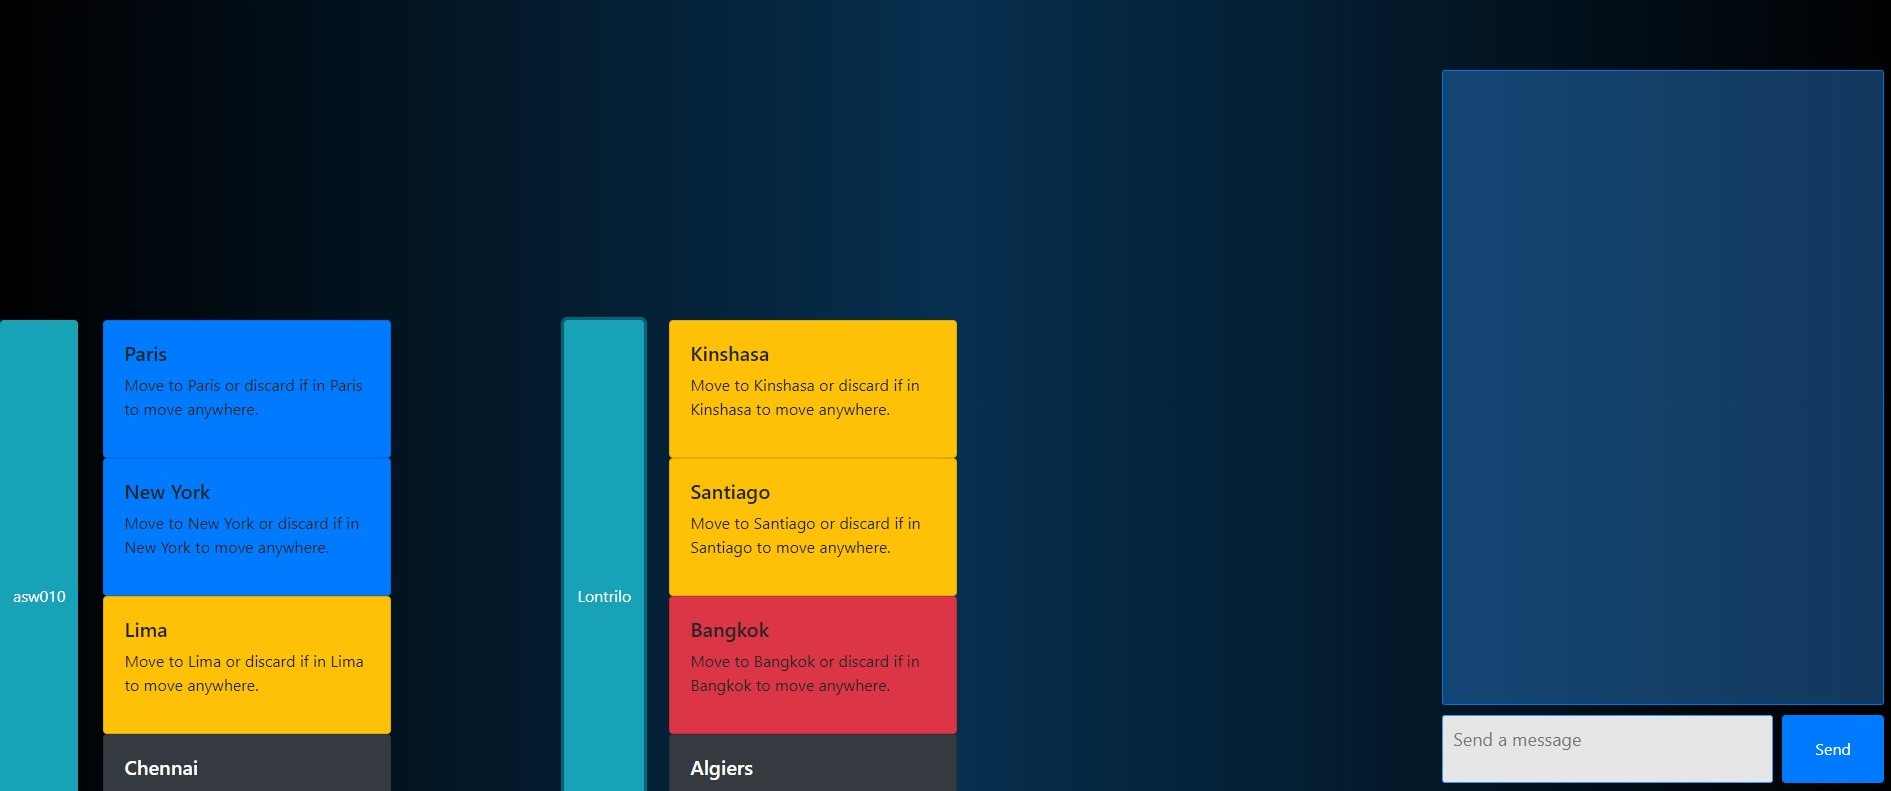 asw010
Paris
Move to Paris or discard if in Paris
to move anywhere.
New York
Move to New York or discard if in
New York to move anywhere.
Lima
Move to Lima or discard if in Lima
to move anywhere.
Chennai
Lontrilo
Kinshasa
Move to Kinshasa or discard if in
Kinshasa to move anywhere.
Santiago
Move to Santiago or discard if in
Santiago to move anywhere.
Bangkok
Move to Bangkok or discard if in
Bangkok to move anywhere.
Algiers
Send a message
Send